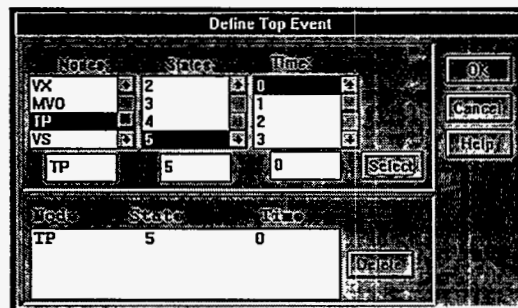 Define Top Event
Nodes States Time
VX 2 0
MVO 3 1
TP 4 2
VS 5 3
TP 5 0 Select
Ok
Cancel
Help
Node State Time
TP 5 0
Delete